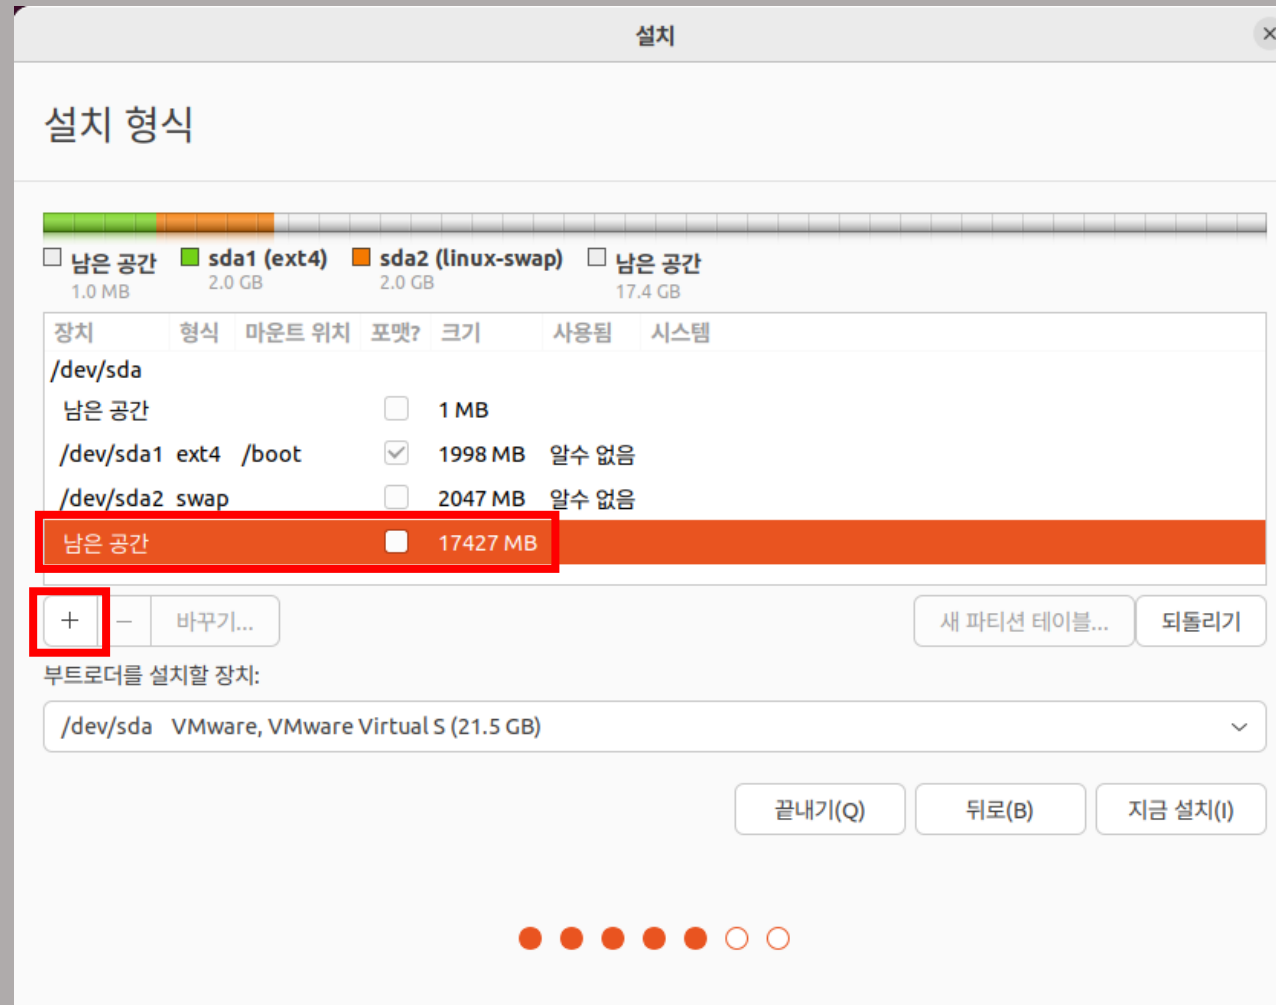 설치
설치 형식
남은 공간 sda1 (ext4) sda2 (linux-swap) 남은 공간
1.0 MB 2.0 GB 2.0 GB 17.4 GB
장치 형식 마운트 위치 포맷? 크기 사용됨 시스템
/dev/sda
남은 공간 1 MB
/dev/sda1 ext4 /boot 1998 MB 알수 없음
/dev/sda2 swap 2047 MB 알수 없음
남은 공간 17427 MB
+ — 바꾸기... 새 파티션 테이블... 되돌리기
부트로더를 설치할 장치:
/dev/sda VMware, VMware Virtual S (21.5 GB)
끝내기(Q) 뒤로(B) 지금 설치(I)